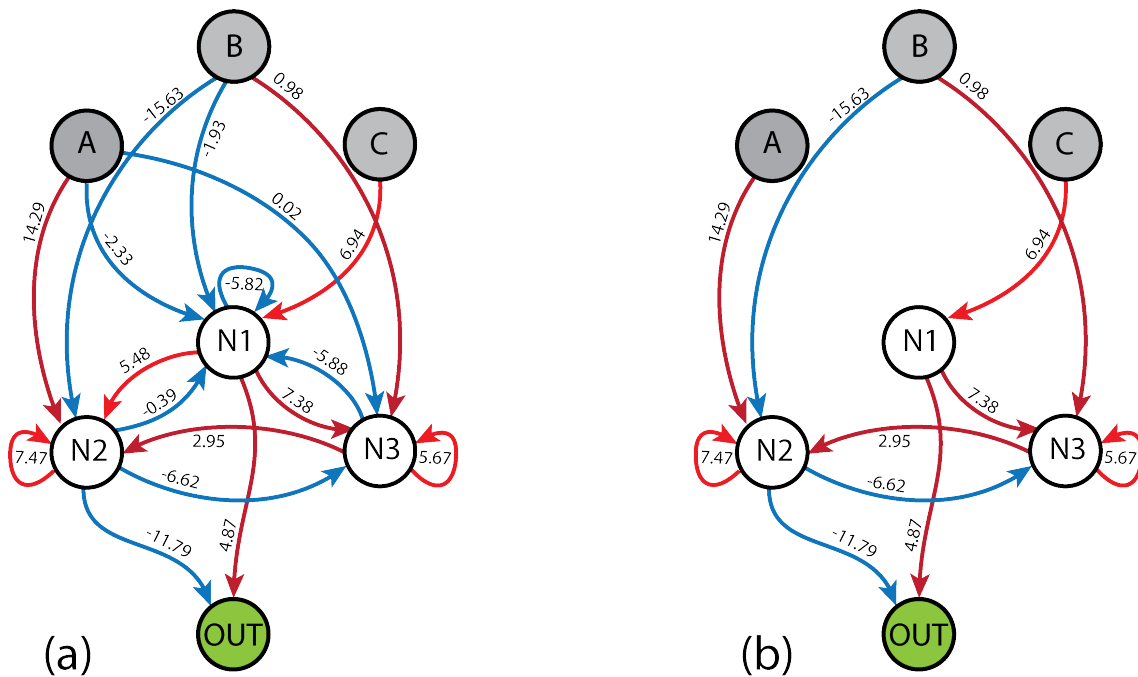 B
0.98
-15.63
A
-1.93
C
14.29
-2.33
0.02
6.94
-5.82
N1
5.48
-5.88
-0.39
7.38
N2
2.95
N3
7.47
5.67
-6.62
-11.79
4.87
OUT
(a)
B
0.98
-15.63
A
C
14.29
6.94
N1
7.38
N2
2.95
N3
7.47
5.67
-6.62
-11.79
4.87
OUT
(b)